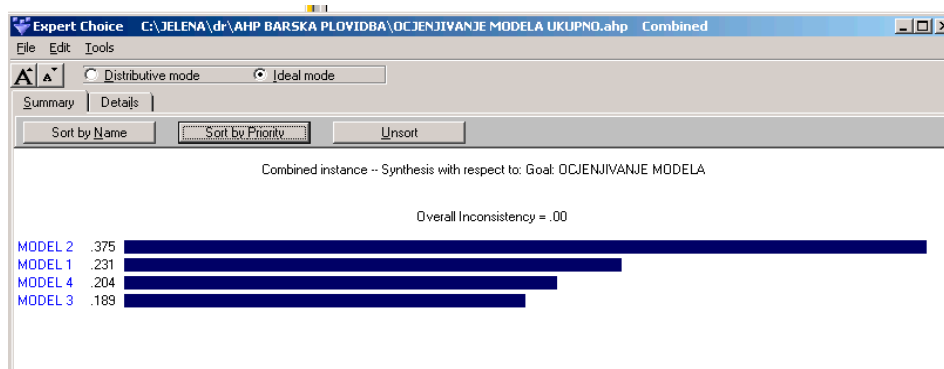 Expert Choice C:\JELENA\dr\AHP BARSKA PLOVIDBA\OCJENJIVANJE MODELA UKUPNO.ahp Combined
File Edit Tools
A A Distributive mode Ideal mode
Summary Details
Sort by Name Sort by Priority Unsort
Combined instance -- Synthesis with respect to: Goal: OCJENJIVANJE MODELA
Overall Inconsistency = .00
MODEL 2 .375
MODEL 1 .231
MODEL 4 .204
MODEL 3 .189